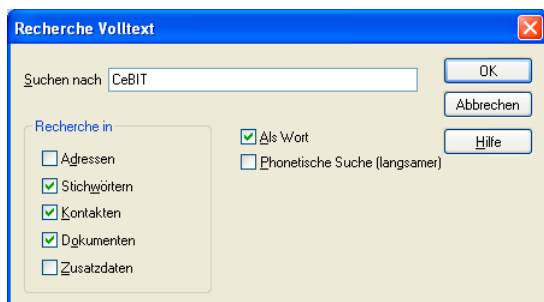 Recherche Volltext
Suchen nach CeBIT
OK
Abbrechen
Hilfe
Recherche in
Adressen
Stichwörtern
Kontakten
Dokumenten
Zusatzdaten
Als Wort
Phonetische Suche (langsamer)